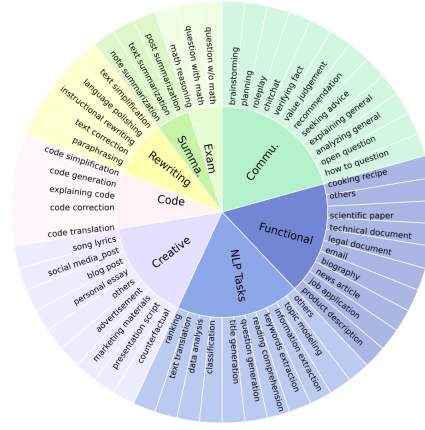 brainstorming
planning
roleplay
chitchat
verifying fact
value judgement
recommendation
seeking advice
explaining general
analyzing general
open question
how to question
Commu.
cooking recipe
others
scientific paper
technical document
legal document
email
biography
news article
job application
product description
Functional
others
topic modeling
information extraction
keywords extraction
reading comprehension
question generation
title generation
classification
data analysis
text translation
ranking
NLP Tasks
counterfactual
presentation script
marketing materials
advertisement
others
personal essay
blog post
social media_post
song lyrics
Creative
code translation
code correction
explaining code
code generation
code simplification
Code
paraphrasing
text correction
instructional rewriting
language polishing
text simplification
Rewriting
note summarization
text summarization
post summarization
Summa.
math reasoning
question with math
question w/o math
Exam